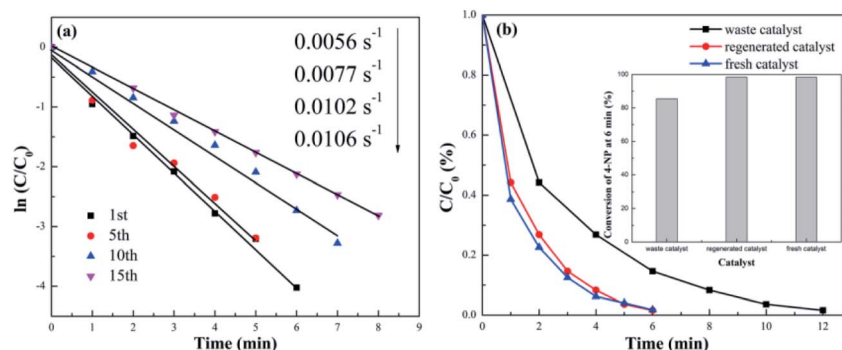 (a)
0.0056 s⁻¹
0.0077 s⁻¹
0.0102 s⁻¹
0.0106 s⁻¹
0
-1
-2
-3
-4
ln (C/C₀)
1st
5th
10th
15th
0 1 2 3 4 5 6 7 8 9
Time (min)
(b)
waste catalyst
regenerated catalyst
fresh catalyst
1.0
0.8
0.6
0.4
0.2
0.0
C/C₀ (%)
100
80
60
40
20
0
Conversion of 4-NP at 6 min (%)
waste catalyst regenerated catalyst fresh catalyst
Catalyst
0 2 4 6 8 10 12
Time (min)